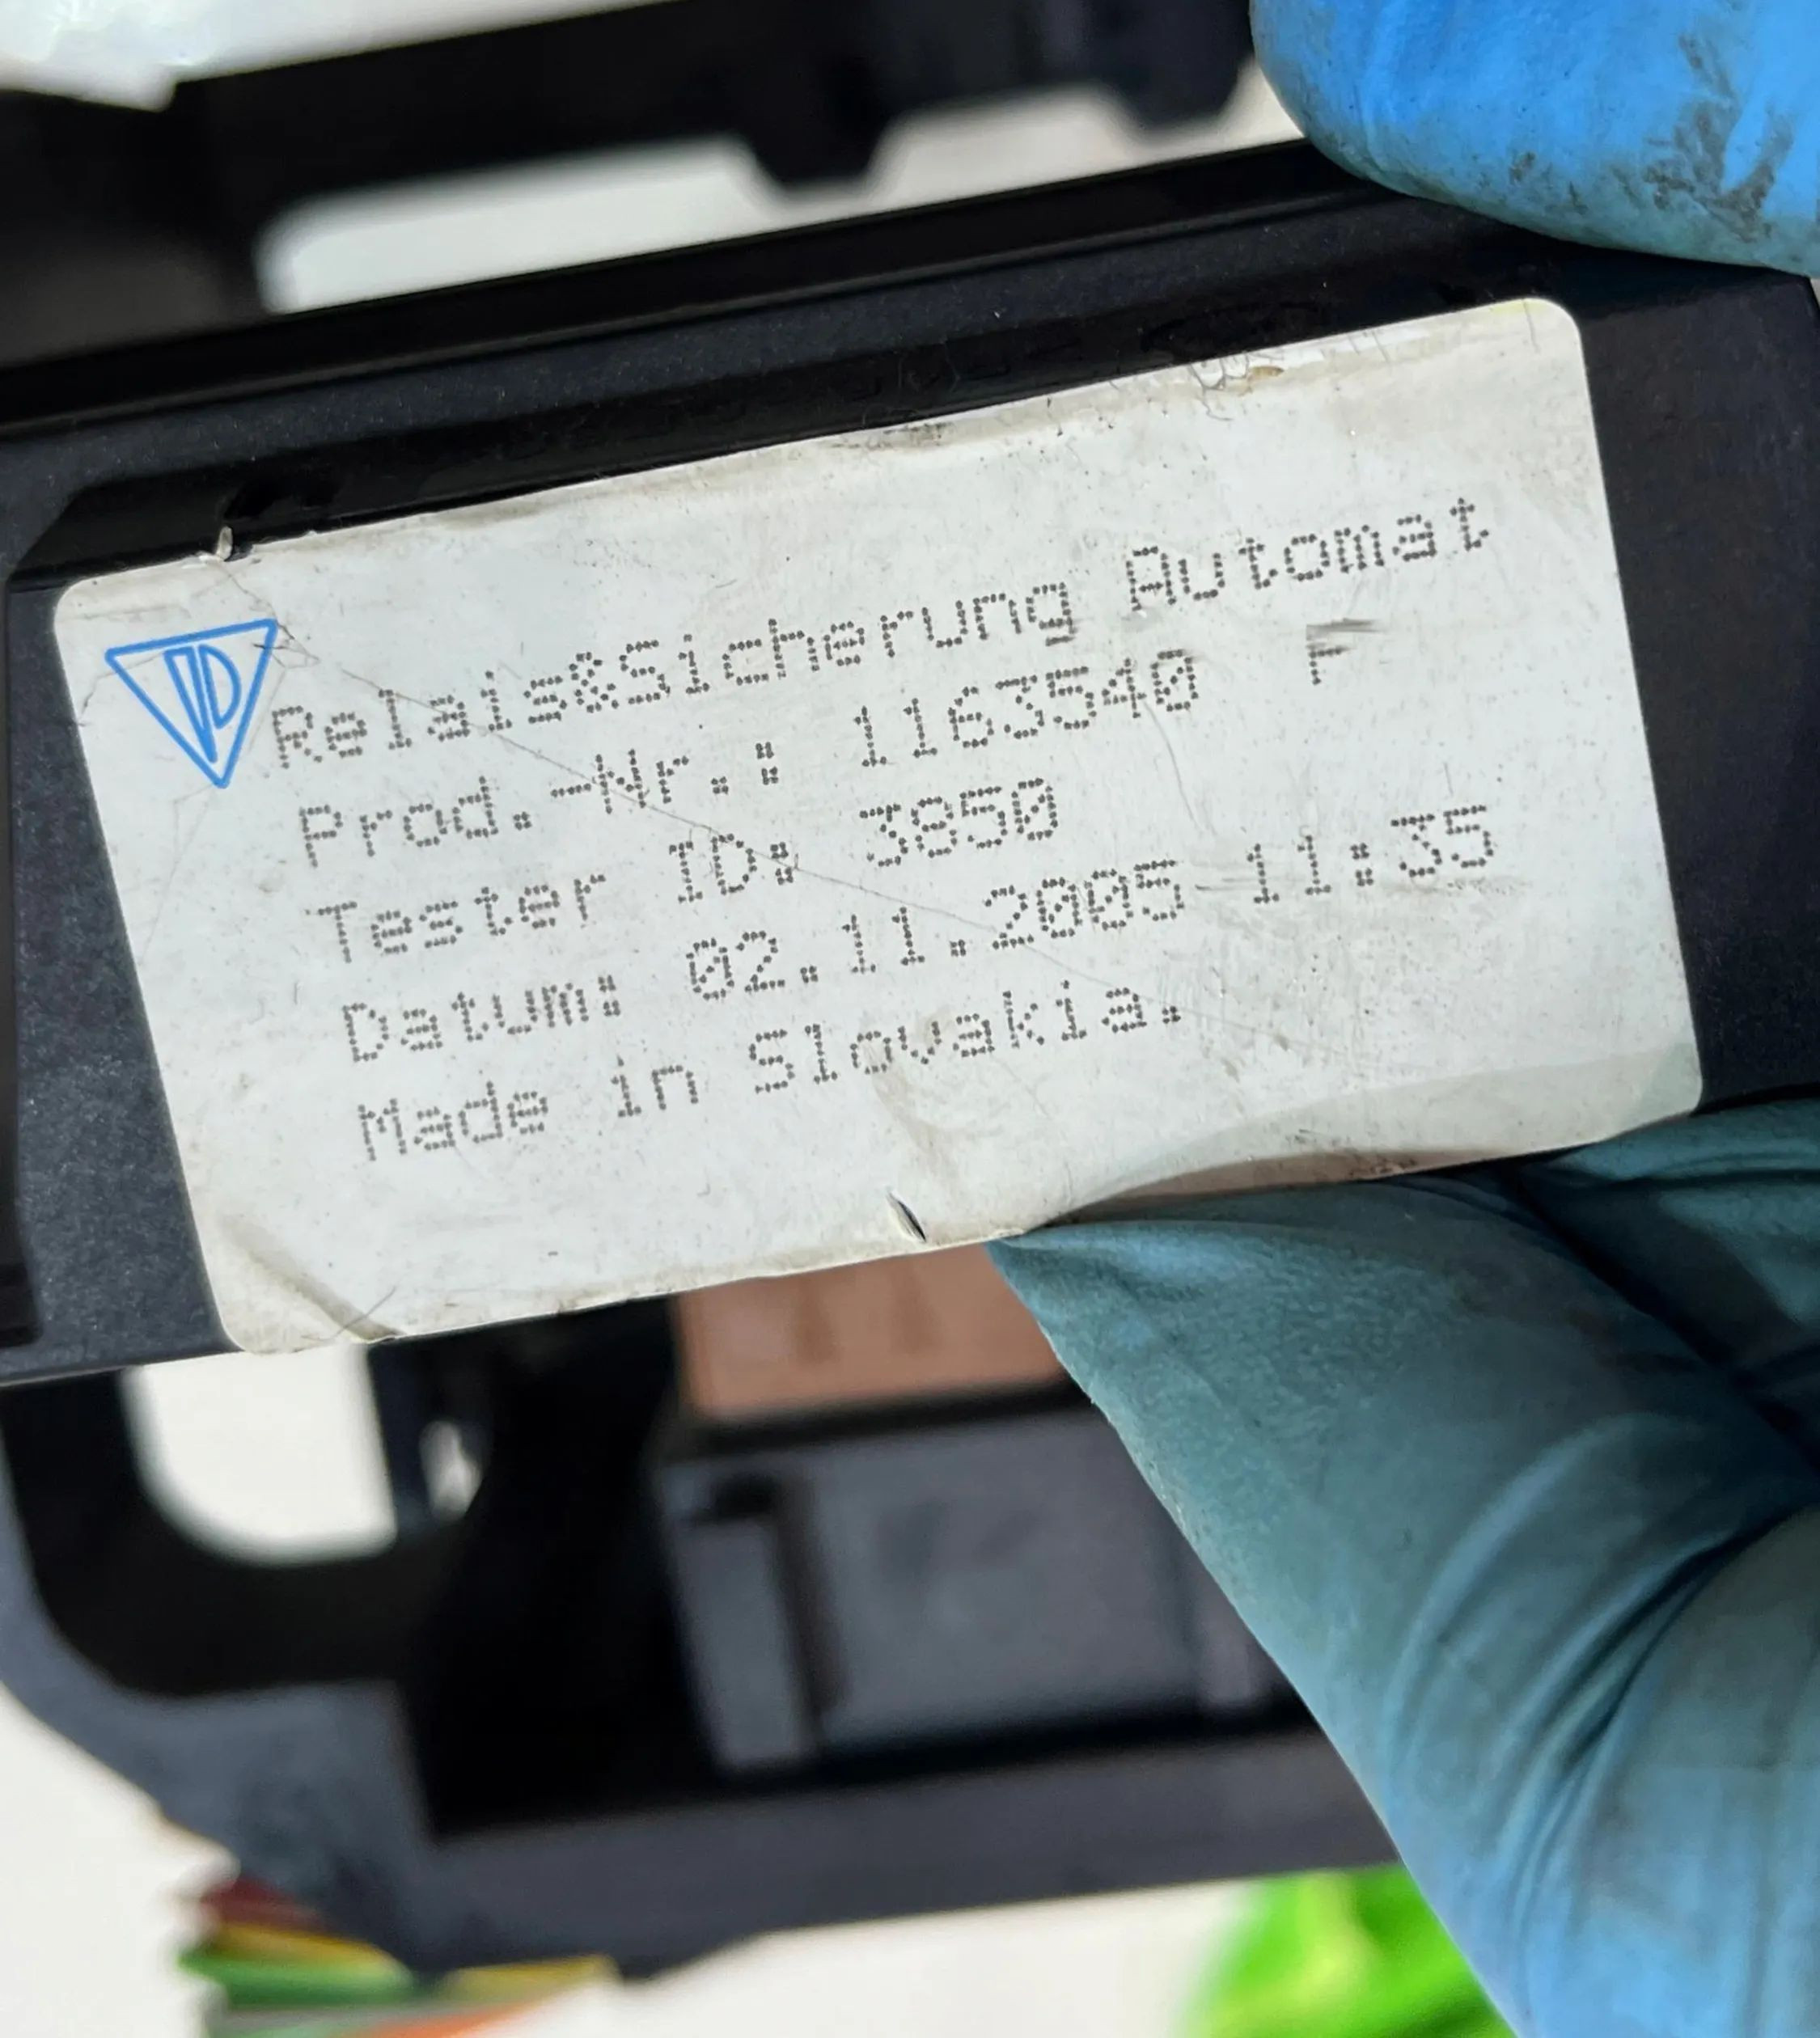 Relais&Sicherung Automat
Prod.-Nr.: 1163540 F
Tester ID: 3850
Datum: 02.11.2005 11:35
Made in Slovakia.